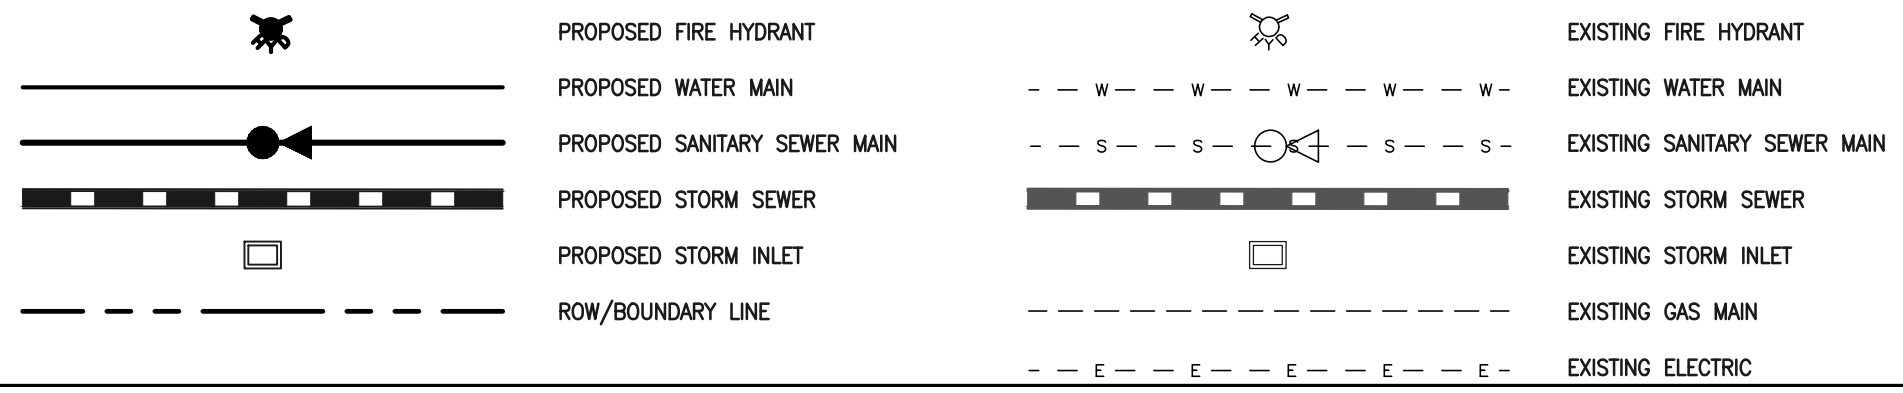 HYD PROPOSED FIRE HYDRANT
PROPOSED WATER MAIN
PROPOSED SANITARY SEWER MAIN
PROPOSED STORM SEWER
PROPOSED STORM INLET
ROW/BOUNDARY LINE
HYD EXISTING FIRE HYDRANT
W W W W W EXISTING WATER MAIN
S S S S S EXISTING SANITARY SEWER MAIN
EXISTING STORM SEWER
EXISTING STORM INLET
EXISTING GAS MAIN
E E E E E EXISTING ELECTRIC